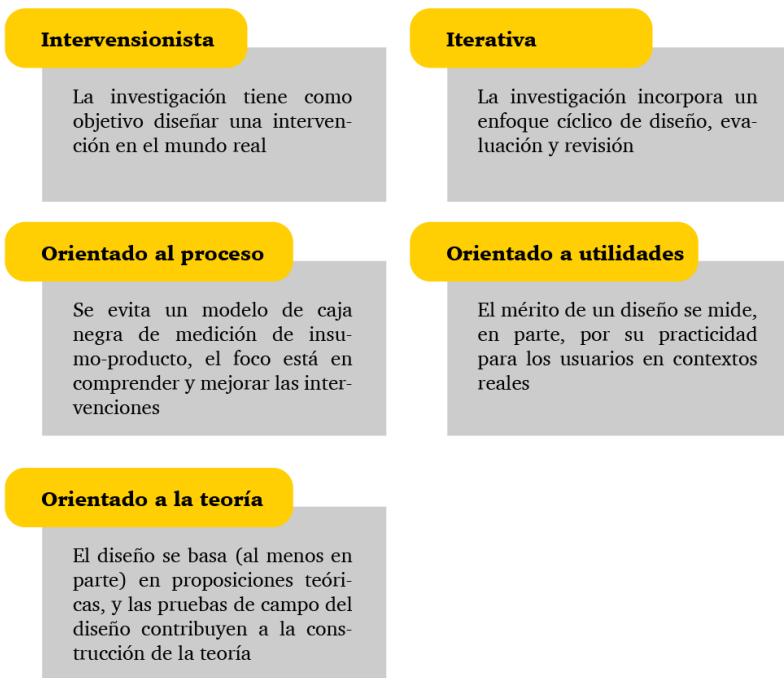 Intervensionista
La investigación tiene como
objetivo diseñar una interven-
ción en el mundo real
Iterativa
La investigación incorpora un
enfoque cíclico de diseño, eva-
luación y revisión
Orientado al proceso
Se evita un modelo de caja
negra de medición de insu-
mo-producto, el foco está en
comprender y mejorar las inter-
venciones
Orientado a utilidades
El mérito de un diseño se mide,
en parte, por su practicidad
para los usuarios en contextos
reales
Orientado a la teoría
El diseño se basa (al menos en
parte) en proposiciones teóri-
cas, y las pruebas de campo del
diseño contribuyen a la cons-
trucción de la teoría